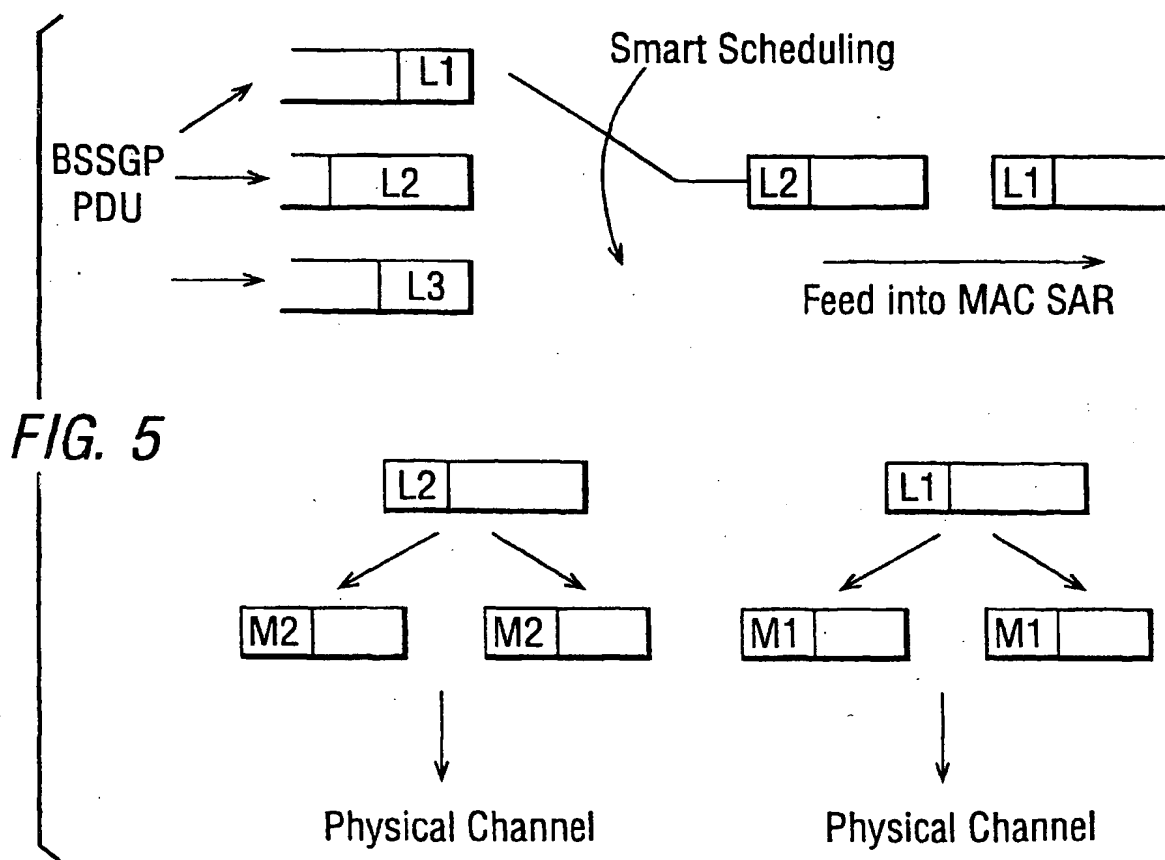 Smart Scheduling
L1
BSSGP
PDU
L2
L3
L2
L1
Feed into MAC SAR
FIG. 5
L2
L1
M2
M2
M1
M1
Physical Channel
Physical Channel